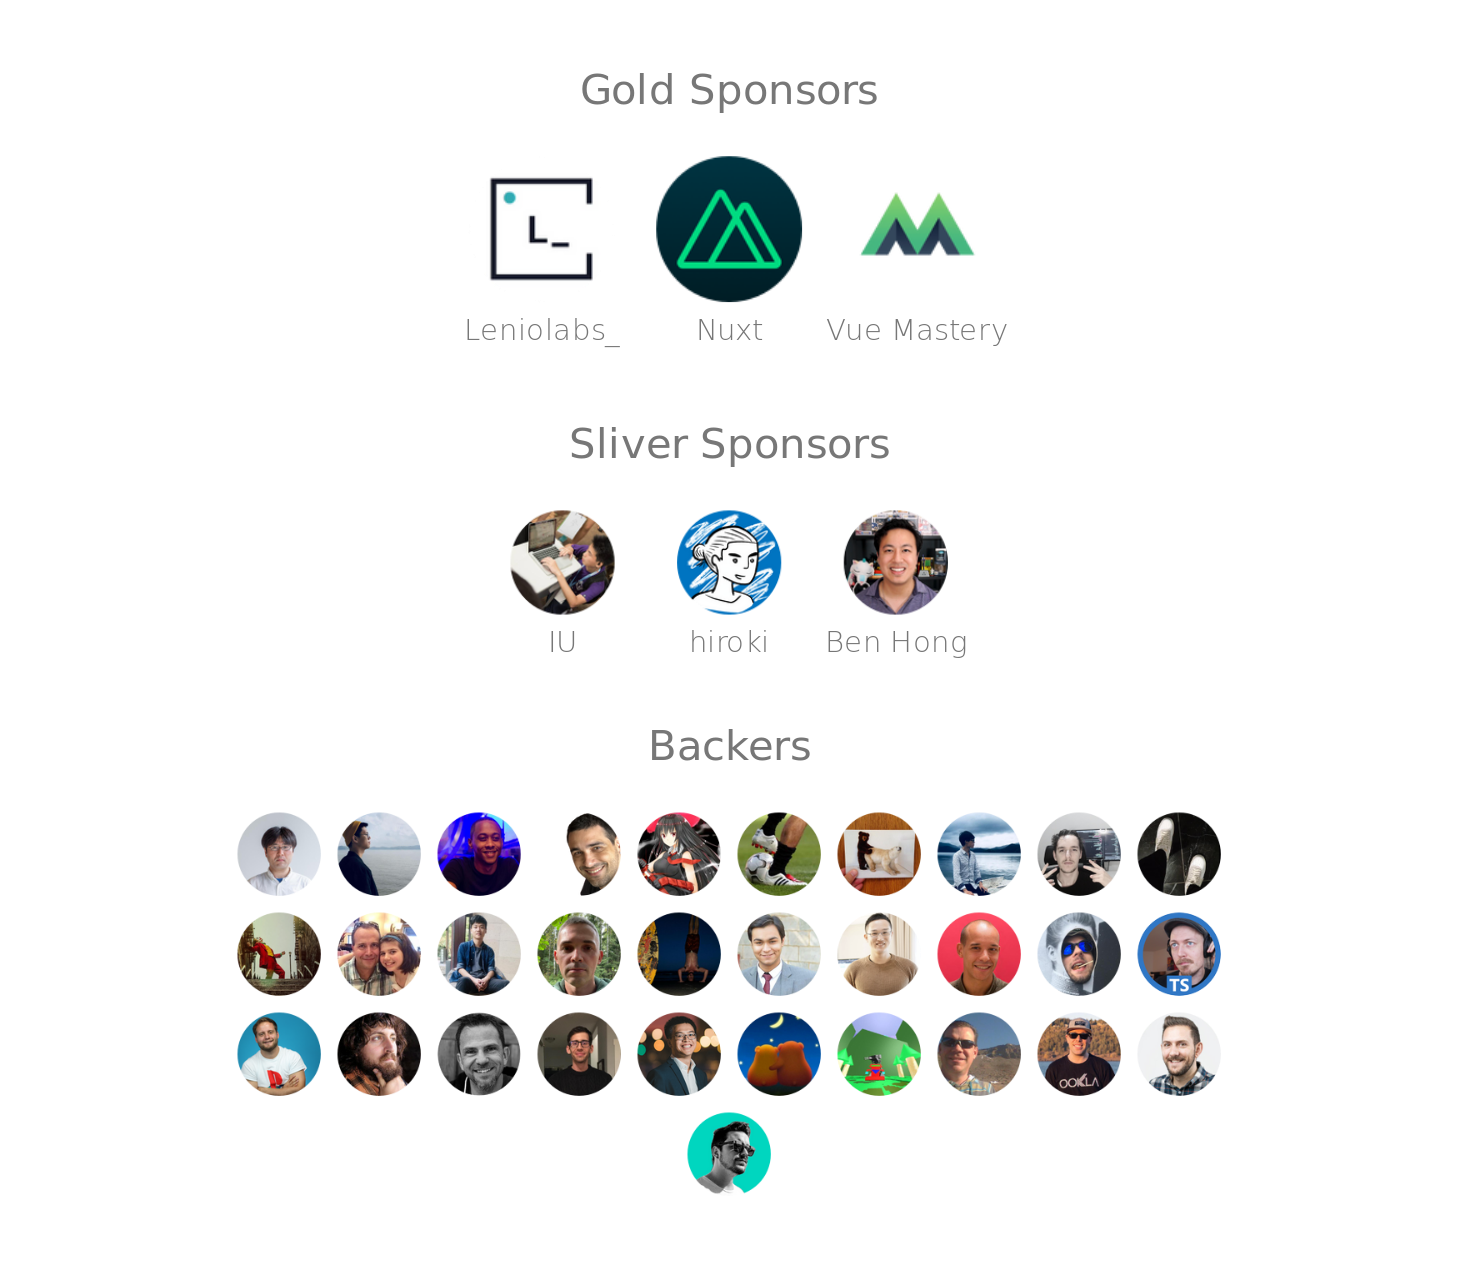 Gold Sponsors
L_
Leniolabs_ Nuxt Vue Mastery
Sliver Sponsors
IU hiroki Ben Hong
Backers
TS
OOKLA